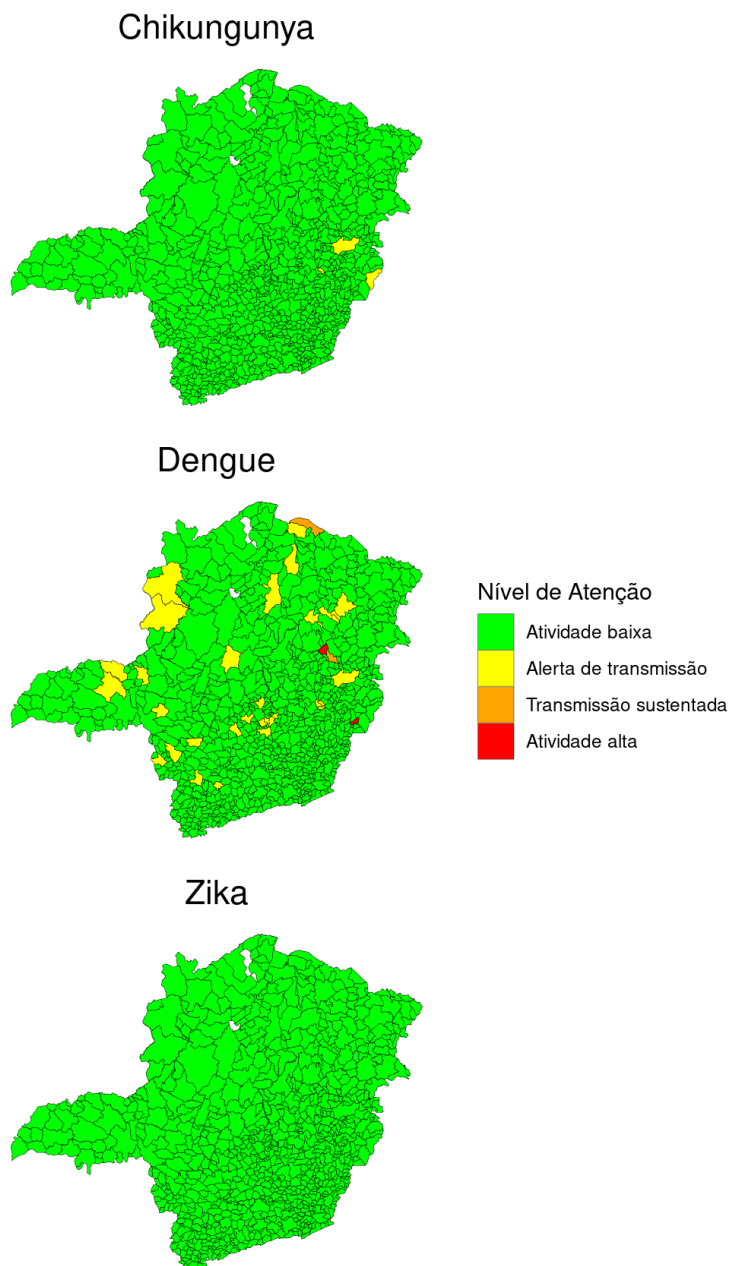 Chikungunya
Dengue
Nível de Atenção
Atividade baixa
Alerta de transmissão
Transmissão sustentada
Atividade alta
Zika